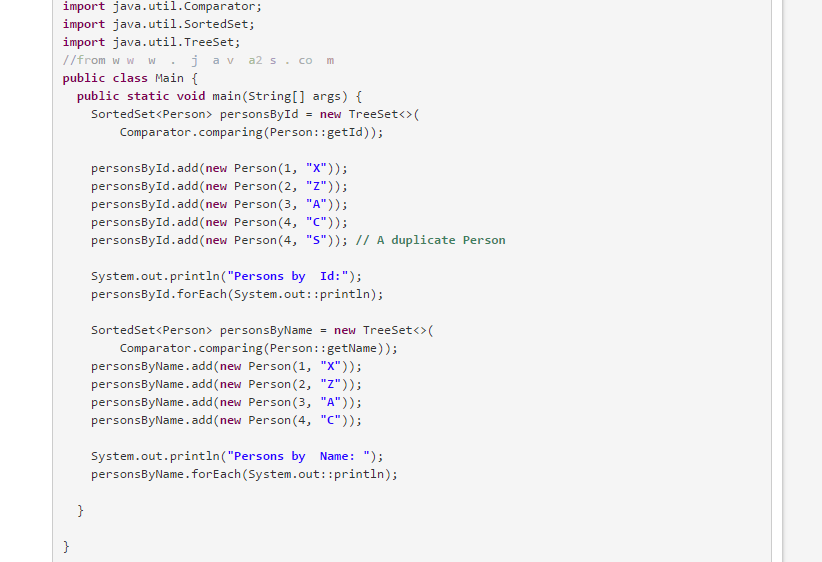 import java.util.Comparator;
import java.util.SortedSet;
import java.util.TreeSet;
//from w w  w  .  j  a v  a2 s . co  m
public class Main {
  public static void main(String[] args) {
    SortedSet<Person> personsById = new TreeSet<>(
        Comparator.comparing(Person::getId));
    personsById.add(new Person(1, "X"));
    personsById.add(new Person(2, "Z"));
    personsById.add(new Person(3, "A"));
    personsById.add(new Person(4, "C"));
    personsById.add(new Person(4, "S")); // A duplicate Person
    System.out.println("Persons by  Id:");
    personsById.forEach(System.out::println);
    SortedSet<Person> personsByName = new TreeSet<>(
        Comparator.comparing(Person::getName));
    personsByName.add(new Person(1, "X"));
    personsByName.add(new Person(2, "Z"));
    personsByName.add(new Person(3, "A"));
    personsByName.add(new Person(4, "C"));
    System.out.println("Persons by  Name: ");
    personsByName.forEach(System.out::println);
  }
}